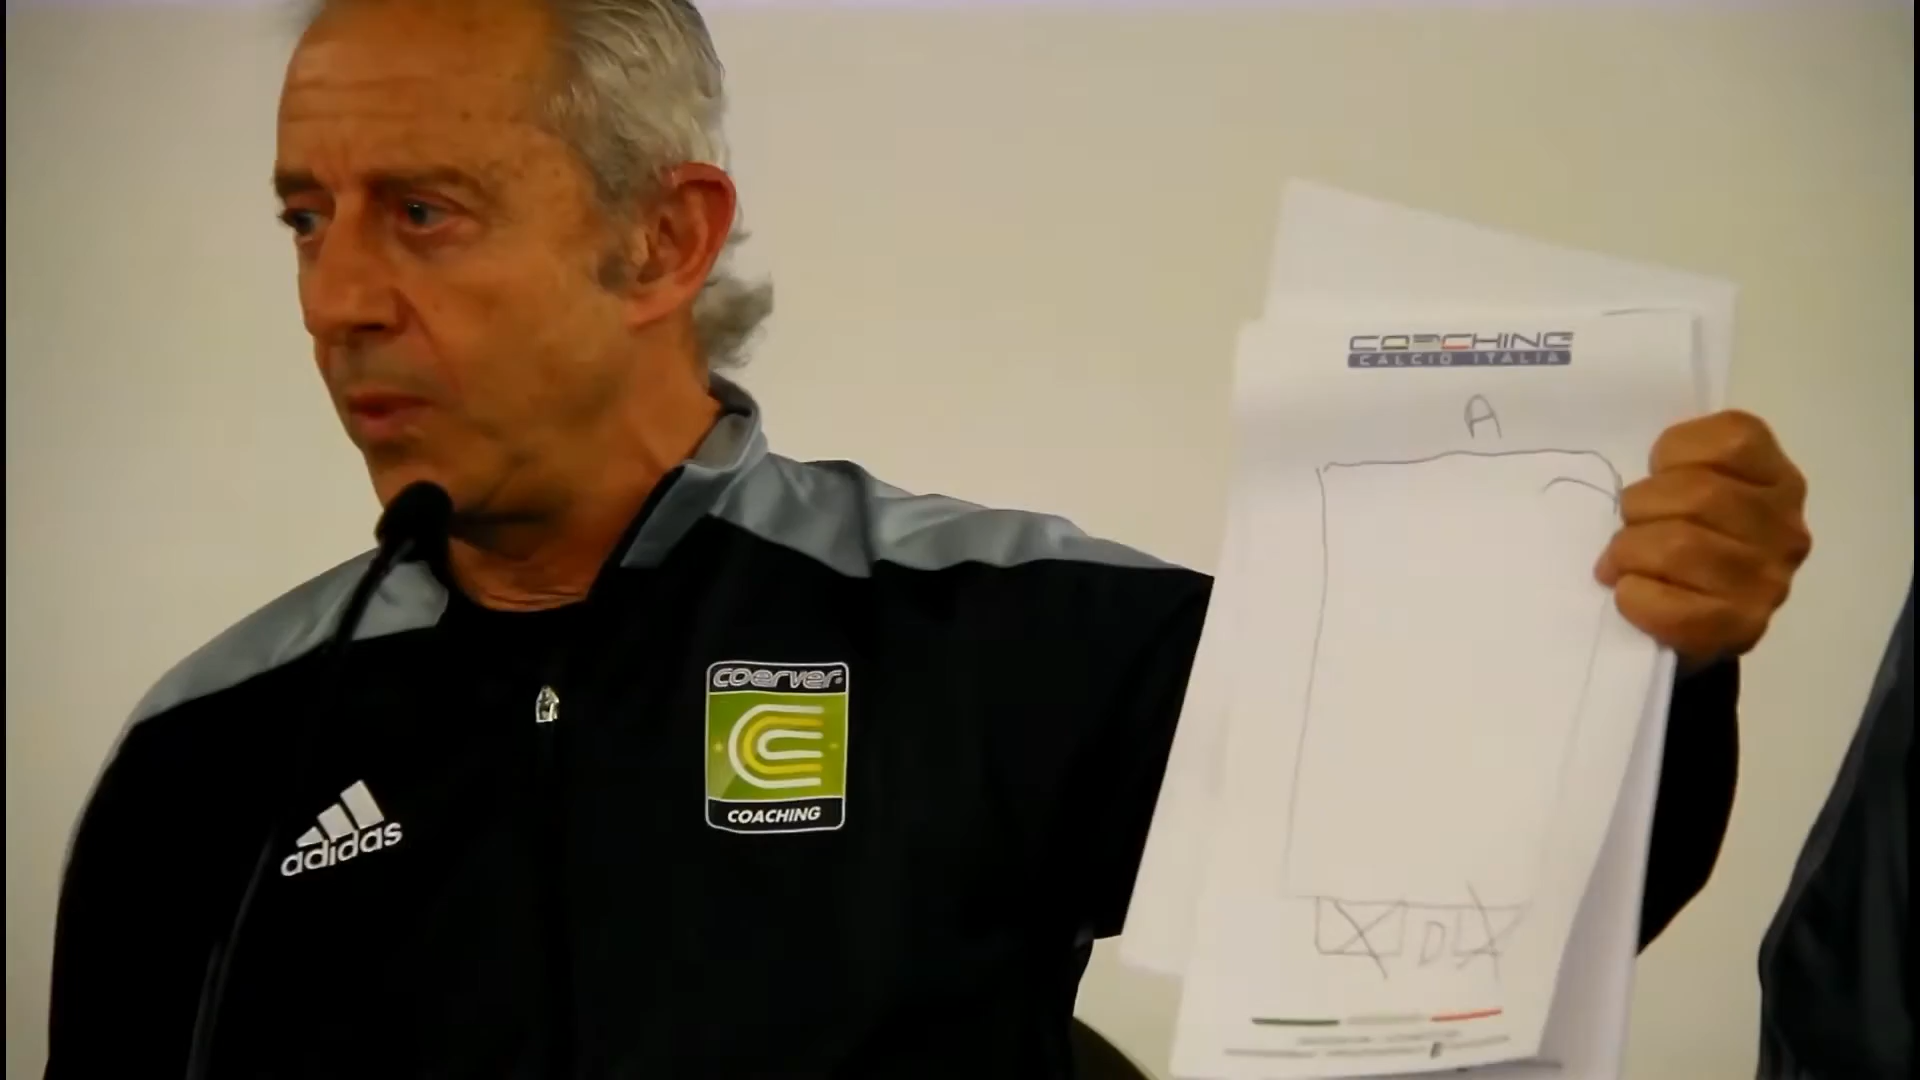 COACHING
CALCIO ITALIA
A
D
coerver
COACHING
adidas